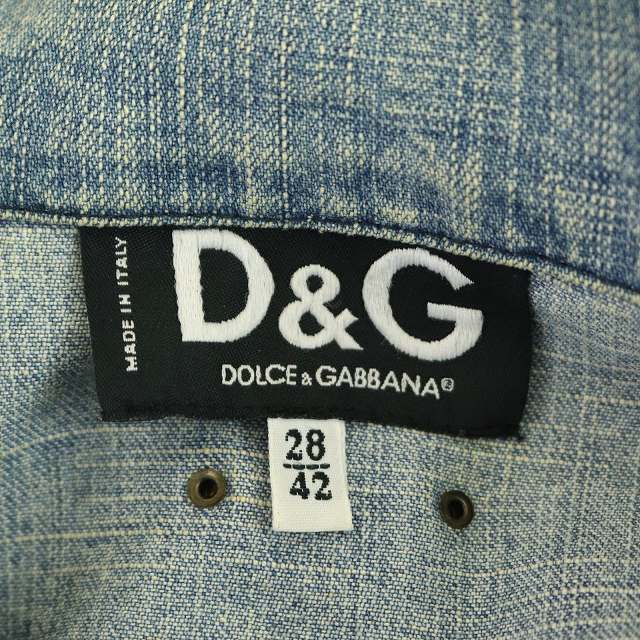 MADE IN ITALY
D&G
DOLCE & GABBANA®
28
42